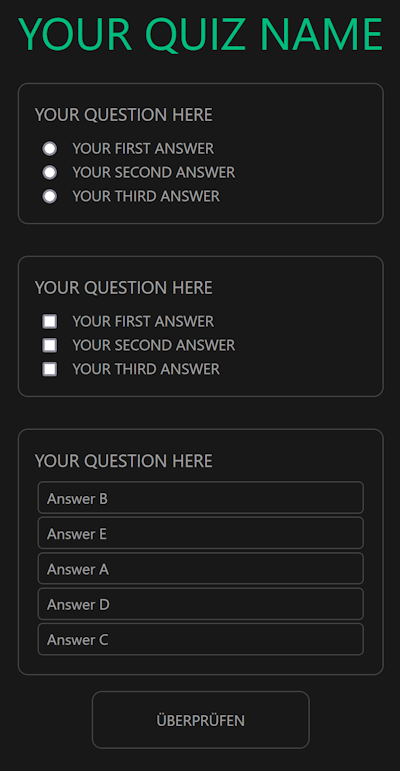 YOUR QUIZ NAME
YOUR QUESTION HERE
YOUR FIRST ANSWER
YOUR SECOND ANSWER
YOUR THIRD ANSWER
YOUR QUESTION HERE
YOUR FIRST ANSWER
YOUR SECOND ANSWER
YOUR THIRD ANSWER
YOUR QUESTION HERE
Answer B
Answer E
Answer A
Answer D
Answer C
ÜBERPRÜFEN